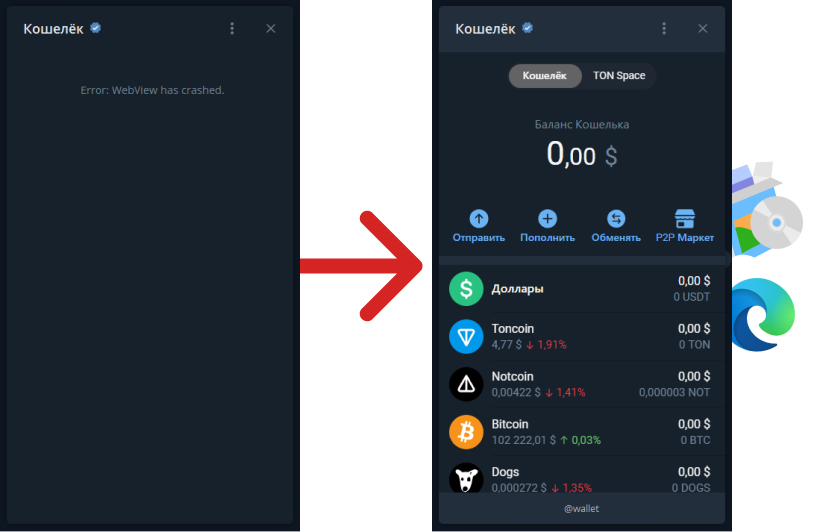 Кошелёк
Error: WebView has crashed.
Кошелёк
Кошелёк
TON Space
Баланс Кошелька
0,00 $
Отправить
Пополнить
Обменять
P2P Маркет
Доллары
0,00 $
0 USDT
Toncoin
0,00 $
4,77 $ ↓ 1,91%
0 TON
Notcoin
0,00 $
0,00422 $ ↓ 1,41%
0,000003 NOT
Bitcoin
0,00 $
102 222,01 $ ↑ 0,03%
0 BTC
Dogs
0,00 $
0,000272 $ ↓ 1,35%
0 DOGS
@wallet